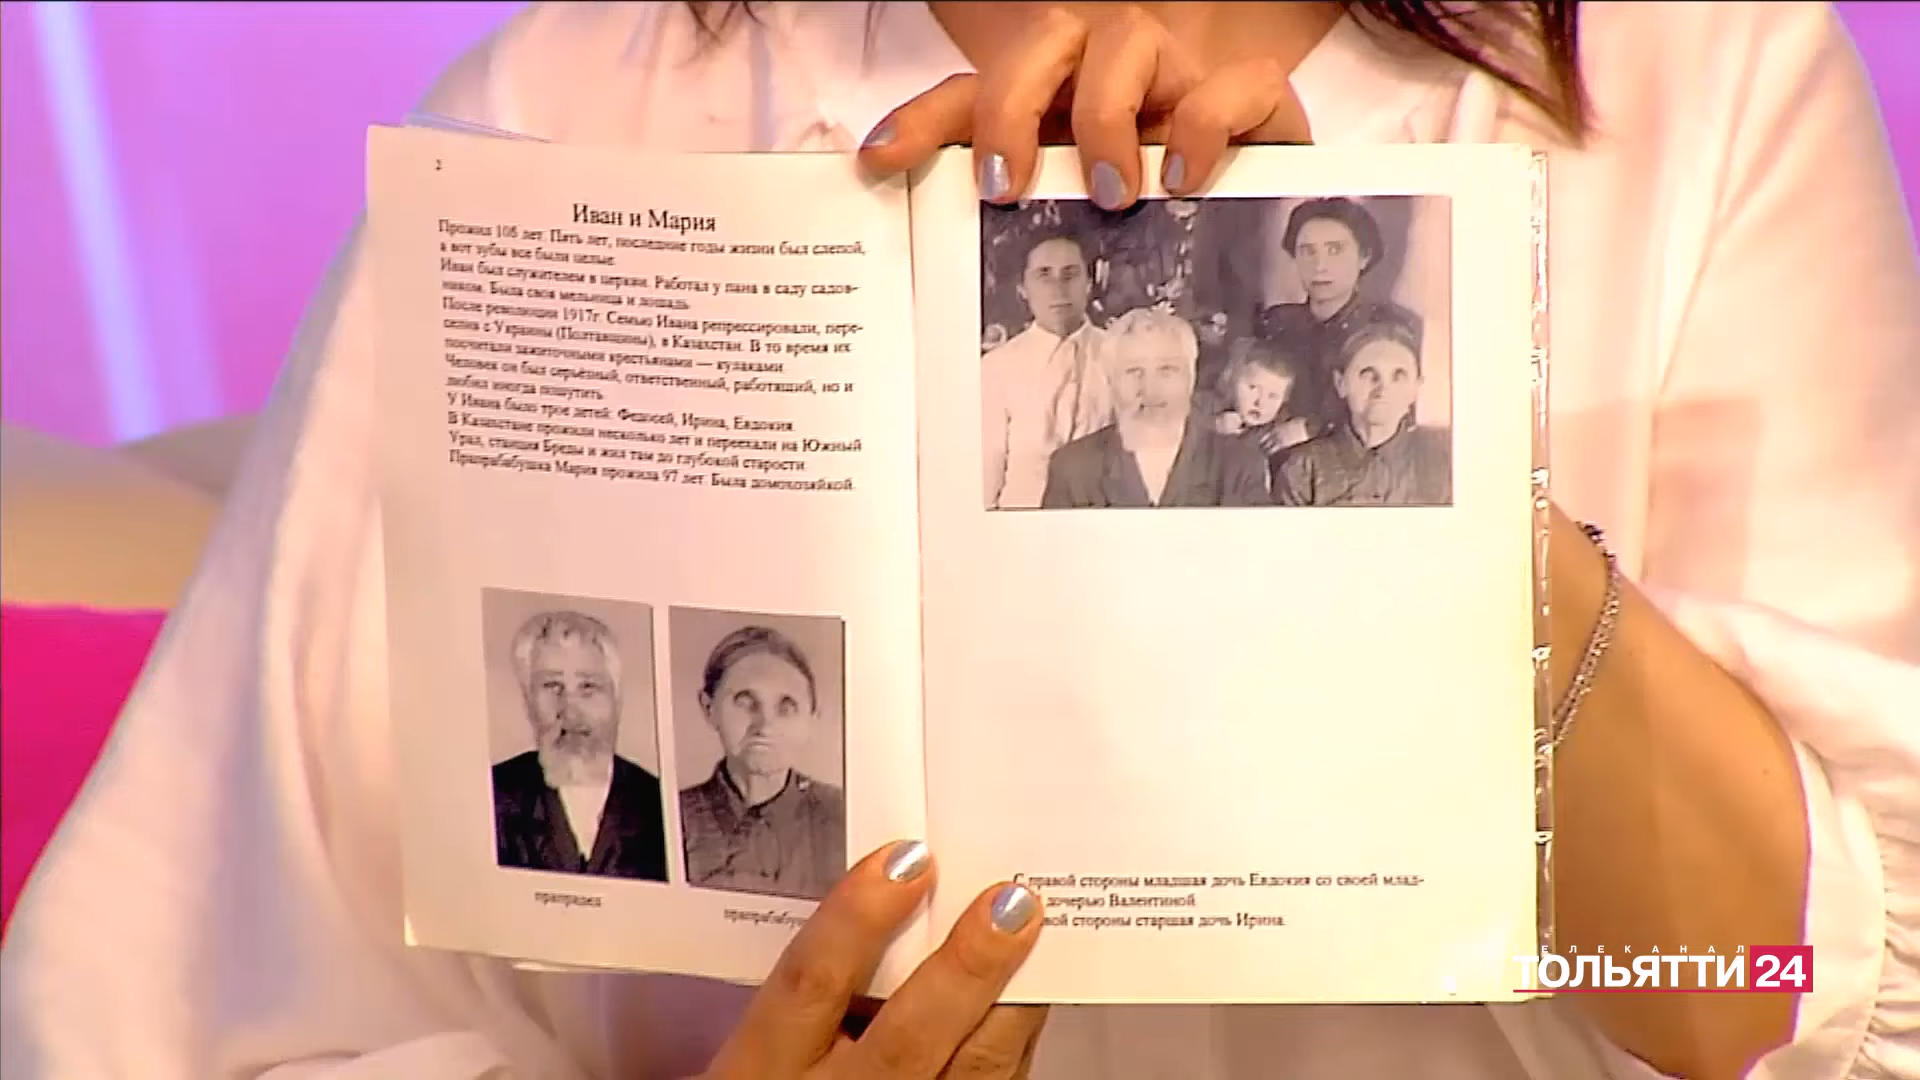 2
Иван и Мария
Прожил 106 лет. Пять лет, последние годы жизни был слепой,
а вот зубы все были целые.
Иван был служителем в церкви. Работал у пана в саду садов-
ником. Была своя мельница и лошадь.
После революции 1917г. Семью Ивана репрессировали, пере-
селив с Украины (Полтавщины), в Казахстан. В то время их
посчитали зажиточными крестьянами — кулаками.
Человек он был серьёзный, ответственный, работящий, но и
любил иногда пошутить.
У Ивана было трое детей: Федосей, Ирина, Евдокия.
В Казахстане прожили несколько лет и переехали на Южный
Урал, станция Бреды и жил там до глубокой старости.
Прапрабабушка Мария прожила 97 лет. Была домохозяйкой.
прапрадед
С правой стороны младшая дочь Евдокия со своей млад-
дочерью Валентиной.
стороны старшая дочь Ирина.
ТЕЛЕКАНАЛ
ТОЛЬЯТТИ 24